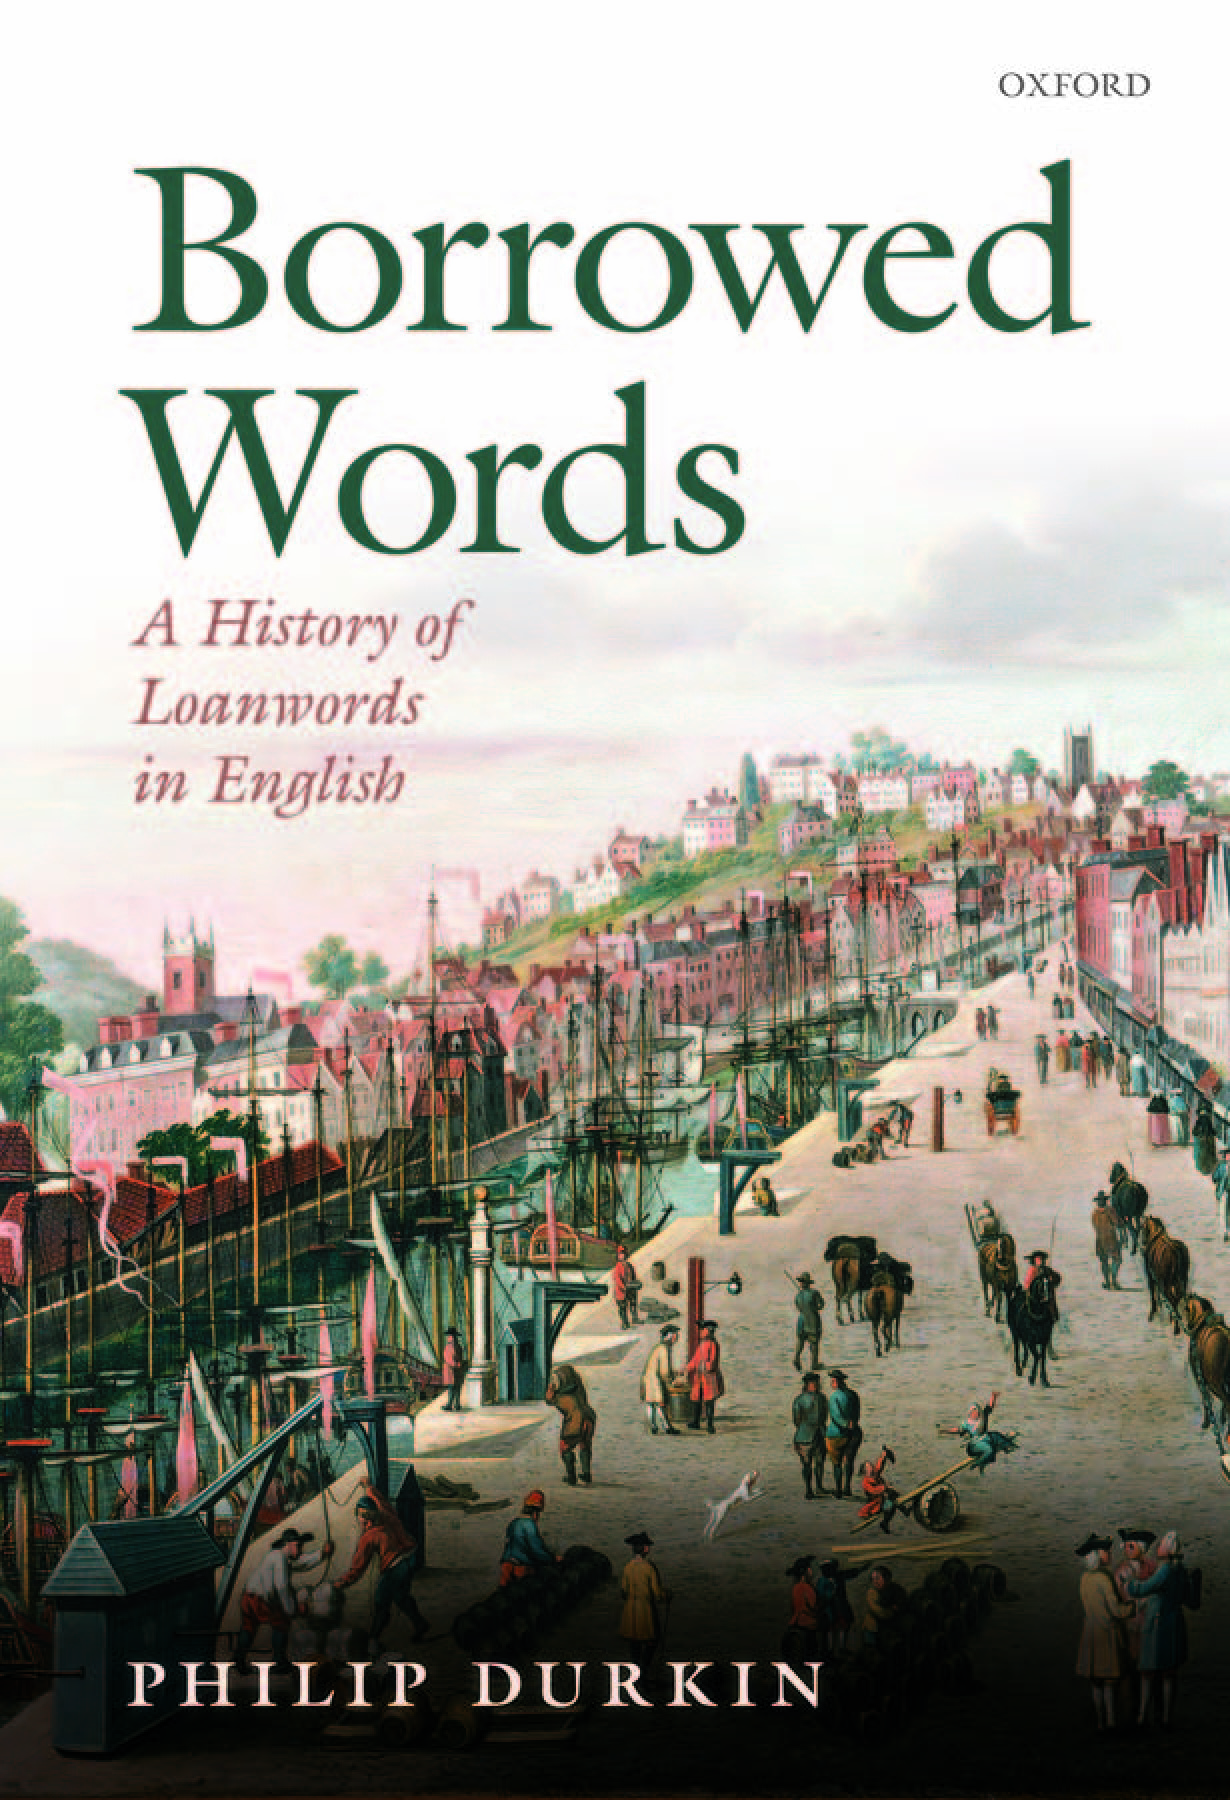 OXFORD
Borrowed
Words
A History of
Loanwords
in English
PHILIP DURKIN